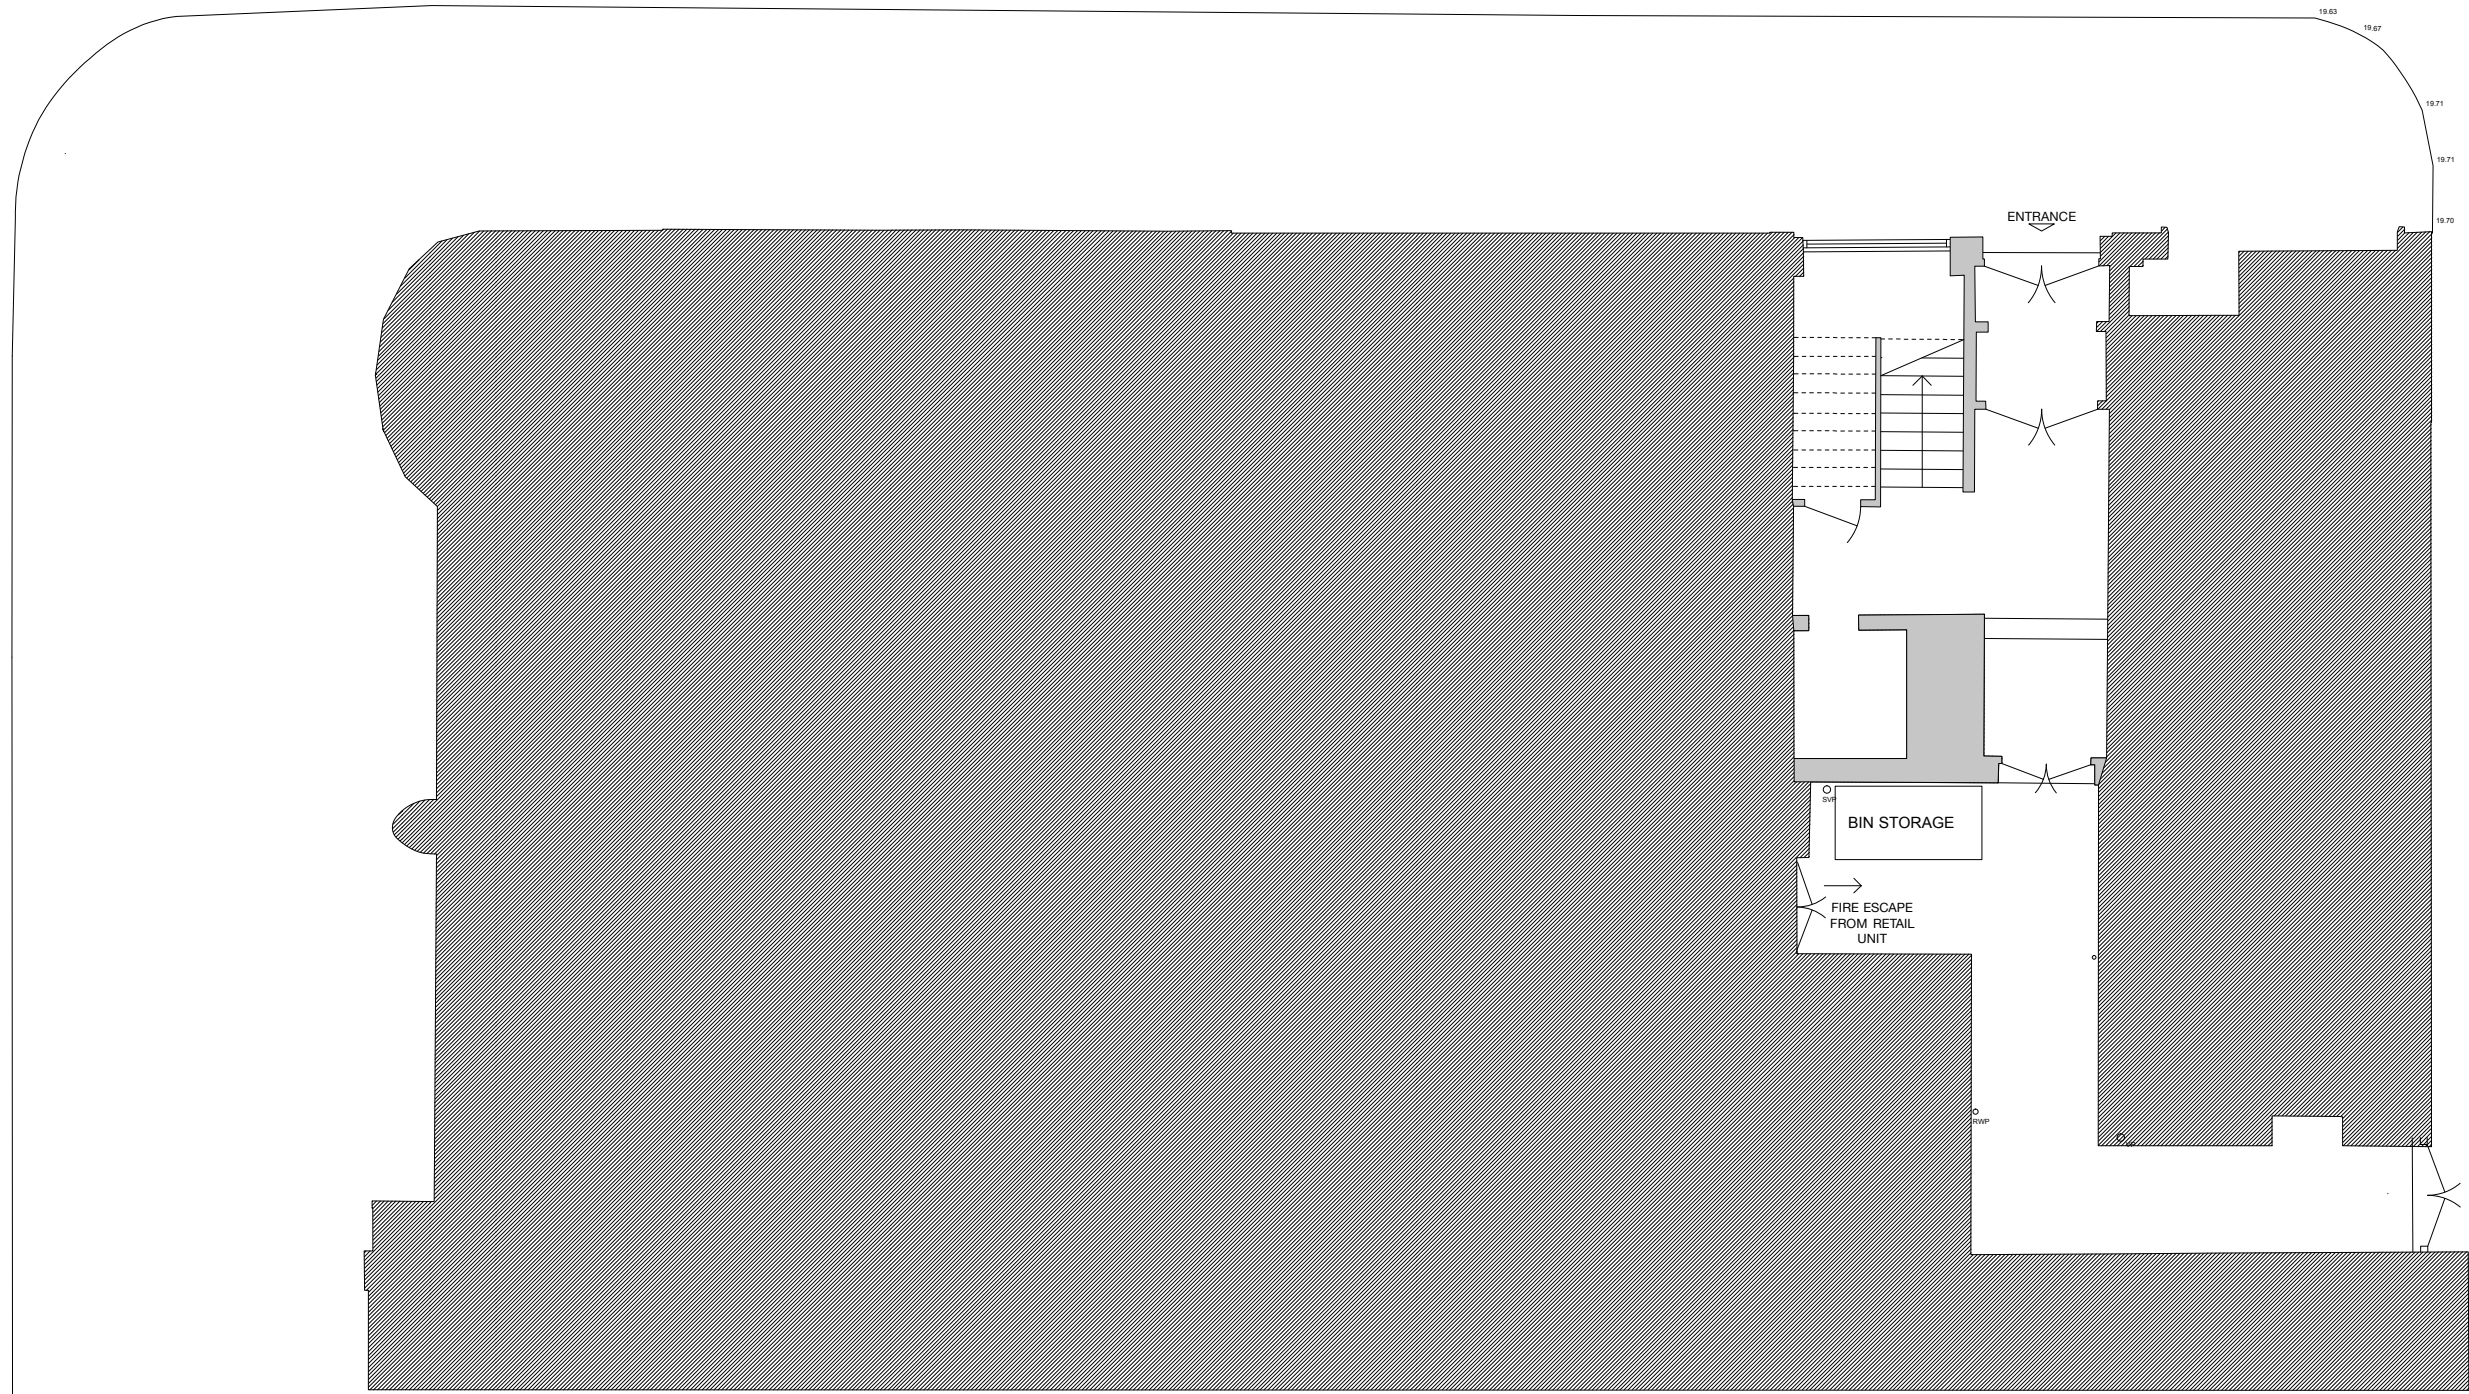 19.63
19.67
19.71
19.71
19.70
ENTRANCE
SVP
BIN STORAGE
FIRE ESCAPE
FROM RETAIL
UNIT
RWP